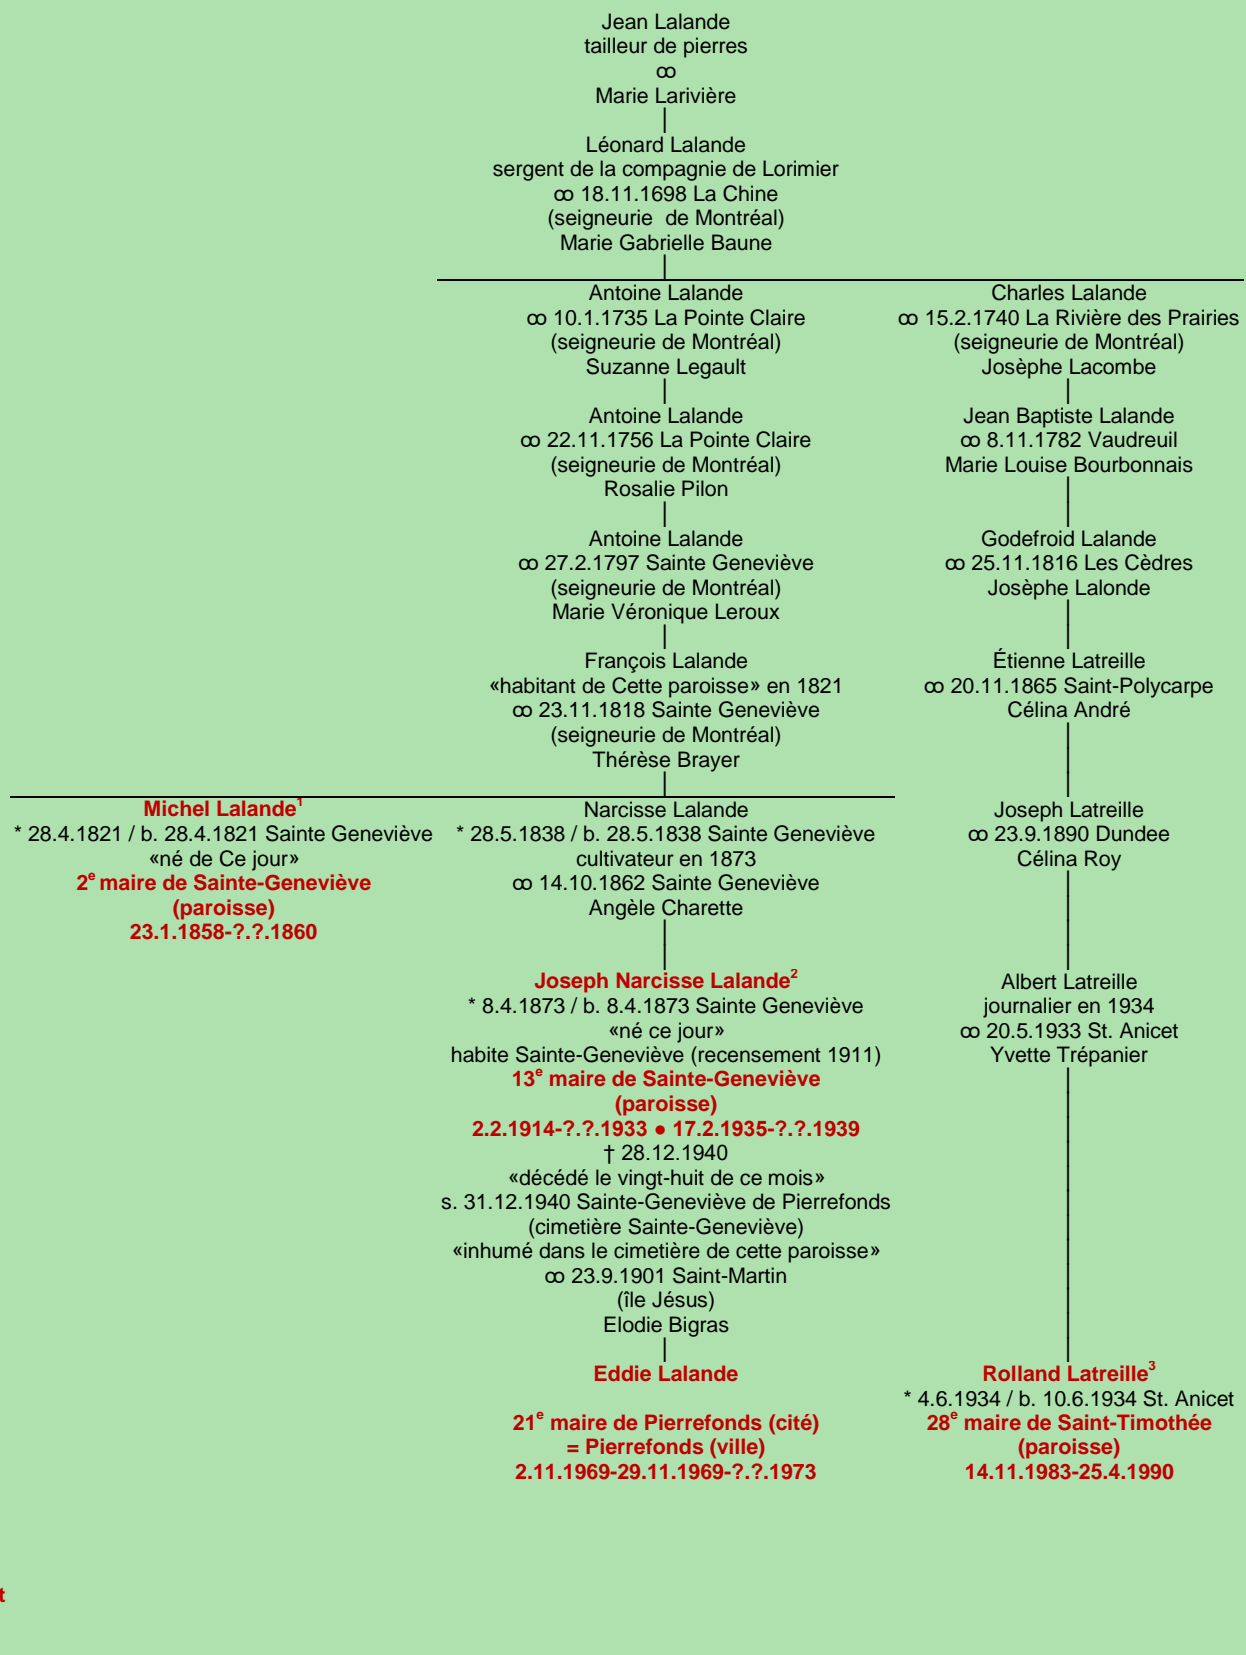 Jean Lalande
tailleur de pierres
ꝏ
Marie Larivière
Léonard Lalande
sergent de la compagnie de Lorimier
ꝏ 18.11.1698 La Chine
(seigneurie de Montréal)
Marie Gabrielle Baune
Antoine Lalande
ꝏ 10.1.1735 La Pointe Claire
(seigneurie de Montréal)
Suzanne Legault
Charles Lalande
ꝏ 15.2.1740 La Rivière des Prairies
(seigneurie de Montréal)
Josèphe Lacombe
Antoine Lalande
ꝏ 22.11.1756 La Pointe Claire
(seigneurie de Montréal)
Rosalie Pilon
Jean Baptiste Lalande
ꝏ 8.11.1782 Vaudreuil
Marie Louise Bourbonnais
Antoine Lalande
ꝏ 27.2.1797 Sainte Geneviève
(seigneurie de Montréal)
Marie Véronique Leroux
Godefroid Lalande
ꝏ 25.11.1816 Les Cèdres
Josèphe Lalonde
François Lalande
«habitant de Cette paroisse» en 1821
ꝏ 23.11.1818 Sainte Geneviève
(seigneurie de Montréal)
Thérèse Brayer
Étienne Latreille
ꝏ 20.11.1865 Saint-Polycarpe
Célina André
Michel Lalande¹
* 28.4.1821 / b. 28.4.1821 Sainte Geneviève
«né de Ce jour»
2e maire de Sainte-Geneviève
(paroisse)
23.1.1858-?.?.1860
Narcisse Lalande
* 28.5.1838 / b. 28.5.1838 Sainte Geneviève
cultivateur en 1873
ꝏ 14.10.1862 Sainte Geneviève
Angèle Charette
Joseph Latreille
ꝏ 23.9.1890 Dundee
Célina Roy
Joseph Narcisse Lalande²
* 8.4.1873 / b. 8.4.1873 Sainte Geneviève
«né ce jour»
habite Sainte-Geneviève (recensement 1911)
13e maire de Sainte-Geneviève
(paroisse)
2.2.1914-?.?.1933 ● 17.2.1935-?.?.1939
† 28.12.1940
«décédé le vingt-huit de ce mois»
s. 31.12.1940 Sainte-Geneviève de Pierrefonds
(cimetière Sainte-Geneviève)
«inhumé dans le cimetière de cette paroisse»
ꝏ 23.9.1901 Saint-Martin
(île Jésus)
Elodie Bigras
Albert Latreille
journalier en 1934
ꝏ 20.5.1933 St. Anicet
Yvette Trépanier
Eddie Lalande
21e maire de Pierrefonds (cité)
= Pierrefonds (ville)
2.11.1969-29.11.1969-?.?.1973
Rolland Latreille³
* 4.6.1934 / b. 10.6.1934 St. Anicet
28e maire de Saint-Timothée
(paroisse)
14.11.1983-25.4.1990
t